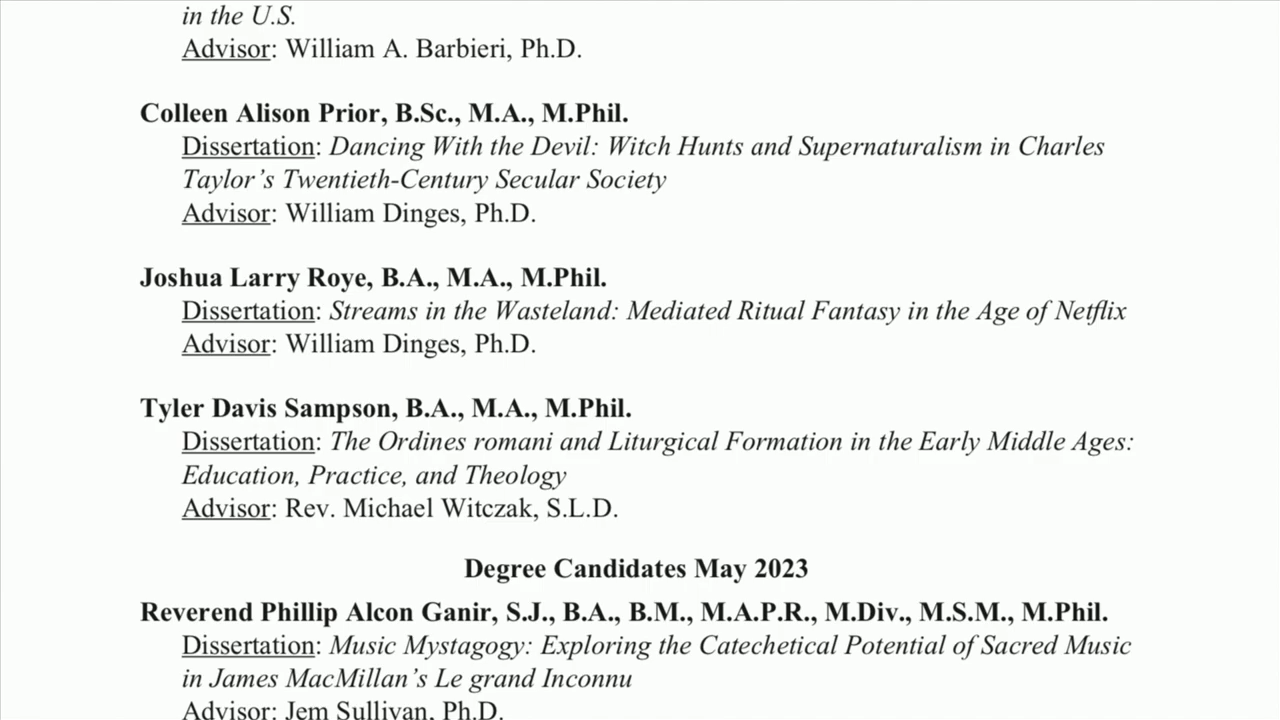 in the U.S.
Advisor: William A. Barbieri, Ph.D.
Colleen Alison Prior, B.Sc., M.A., M.Phil.
Dissertation: Dancing With the Devil: Witch Hunts and Supernaturalism in Charles
Taylor’s Twentieth-Century Secular Society
Advisor: William Dinges, Ph.D.
Joshua Larry Roye, B.A., M.A., M.Phil.
Dissertation: Streams in the Wasteland: Mediated Ritual Fantasy in the Age of Netflix
Advisor: William Dinges, Ph.D.
Tyler Davis Sampson, B.A., M.A., M.Phil.
Dissertation: The Ordines romani and Liturgical Formation in the Early Middle Ages:
Education, Practice, and Theology
Advisor: Rev. Michael Witczak, S.L.D.
Degree Candidates May 2023
Reverend Phillip Alcon Ganir, S.J., B.A., B.M., M.A.P.R., M.Div., M.S.M., M.Phil.
Dissertation: Music Mystagogy: Exploring the Catechetical Potential of Sacred Music
in James MacMillan’s Le grand Inconnu
Advisor: Jem Sullivan, Ph.D.